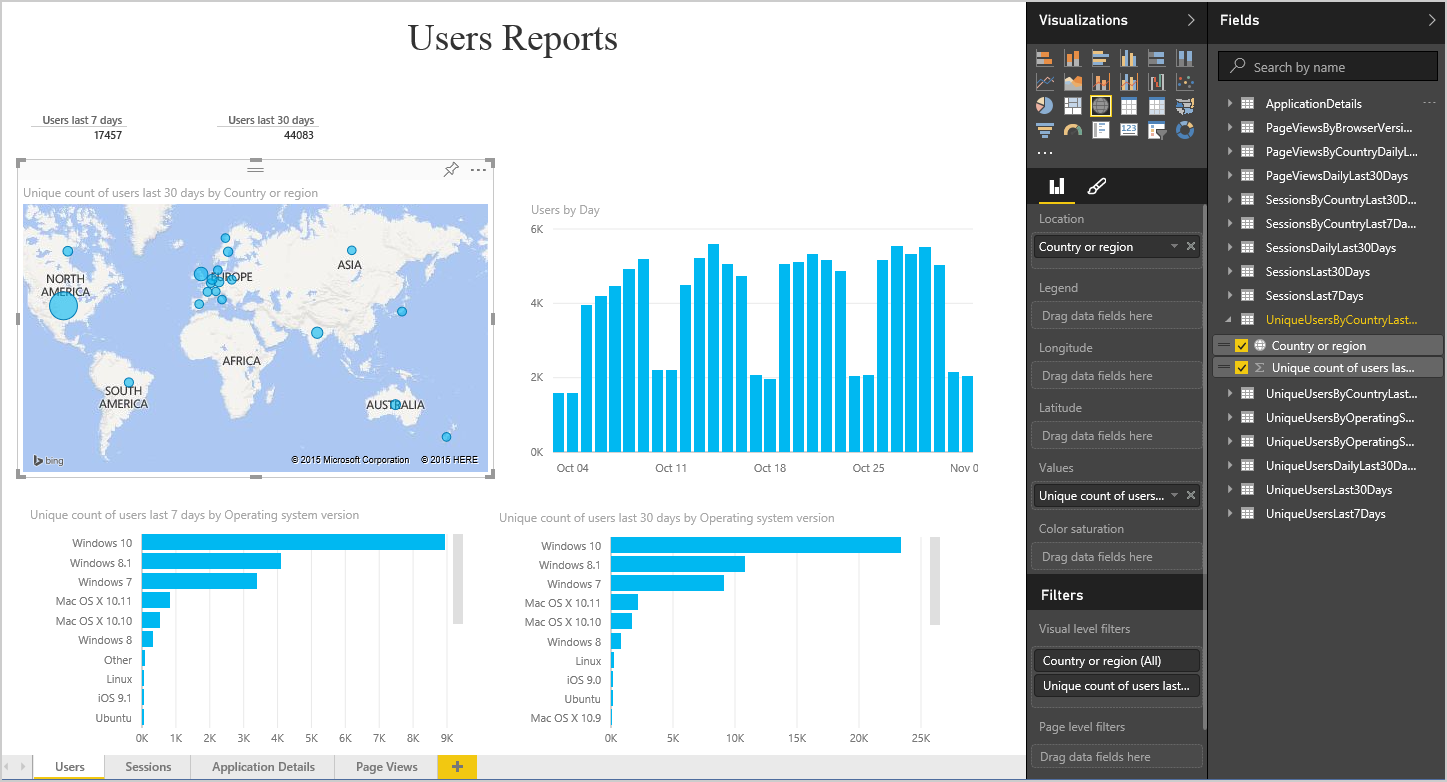 Users Reports
Users last 7 days
17457
Users last 30 days
44083
Unique count of users last 30 days by Country or region
NORTH
AMERICA
EUROPE
ASIA
AFRICA
SOUTH
AMERICA
AUSTRALIA
bing
© 2015 Microsoft Corporation © 2015 HERE
Users by Day
6K
4K
2K
0K
Oct 04 Oct 11 Oct 18 Oct 25 Nov 0
Unique count of users last 7 days by Operating system version
Windows 10
Windows 8.1
Windows 7
Mac OS X 10.11
Mac OS X 10.10
Windows 8
Other
Linux
iOS 9.1
Ubuntu
0K 1K 2K 3K 4K 5K 6K 7K 8K 9K
Unique count of users last 30 days by Operating system version
Windows 10
Windows 8.1
Windows 7
Mac OS X 10.11
Mac OS X 10.10
Windows 8
Linux
iOS 9.0
Ubuntu
Mac OS X 10.9
0K 5K 10K 15K 20K 25K
Users Sessions Application Details Page Views
Visualizations
123
Location
Country or region
Legend
Drag data fields here
Longitude
Drag data fields here
Latitude
Drag data fields here
Values
Unique count of users...
Color saturation
Drag data fields here
Filters
Visual level filters
Country or region (All)
Unique count of users last...
Page level filters
Drag data fields here
Fields
Search by name
ApplicationDetails
PageViewsByBrowserVersi...
PageViewsByCountryDailyL...
PageViewsDailyLast30Days
SessionsByCountryLast30D...
SessionsByCountryLast7Da...
SessionsDailyLast30Days
SessionsLast30Days
SessionsLast7Days
UniqueUsersByCountryLast...
Country or region
Unique count of users las...
UniqueUsersByCountryLast...
UniqueUsersByOperatingS...
UniqueUsersByOperatingS...
UniqueUsersDailyLast30Da...
UniqueUsersLast30Days
UniqueUsersLast7Days